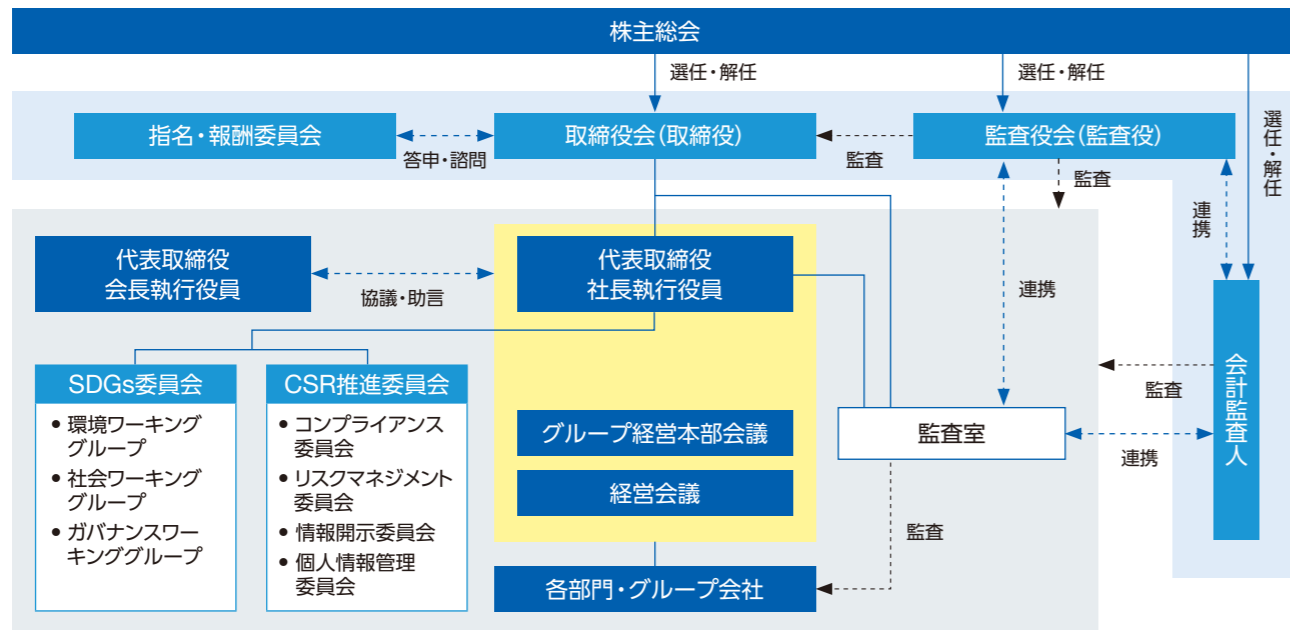 株主総会
選任・解任
選任・解任
選任・解任
指名・報酬委員会
答申・諮問
取締役会（取締役）
監査
監査役会（監査役）
監査
連携
代表取締役
会長執行役員
協議・助言
代表取締役
社長執行役員
連携
SDGs委員会
• 環境ワーキング
グループ
• 社会ワーキング
グループ
• ガバナンスワー
キンググループ
CSR推進委員会
• コンプライアンス
委員会
• リスクマネジメント
委員会
• 情報開示委員会
• 個人情報管理
委員会
グループ経営本部会議
経営会議
監査室
監査
連携
会計監査人
監査
各部門・グループ会社